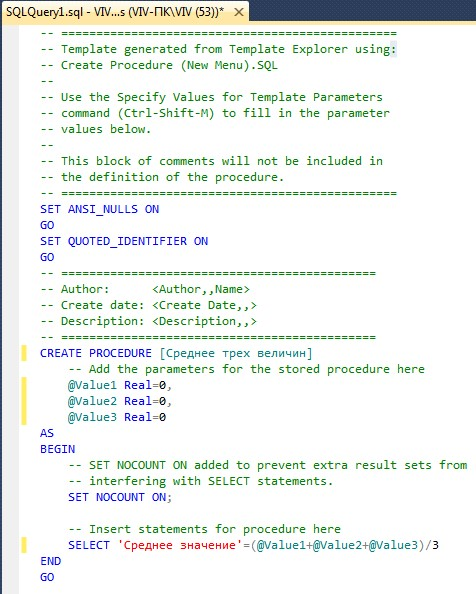 SQLQuery1.sql - VIV...s (VIV-ПК\VIV (53))* ×
-- ================================================
-- Template generated from Template Explorer using:
-- Create Procedure (New Menu).SQL
--
-- Use the Specify Values for Template Parameters
-- command (Ctrl-Shift-M) to fill in the parameter
-- values below.
--
-- This block of comments will not be included in
-- the definition of the procedure.
-- ================================================
SET ANSI_NULLS ON
GO
SET QUOTED_IDENTIFIER ON
GO
-- =============================================
-- Author:      <Author,,Name>
-- Create date: <Create Date,,>
-- Description: <Description,,>
-- =============================================
CREATE PROCEDURE [Среднее трех величин]
    -- Add the parameters for the stored procedure here
    @Value1 Real=0,
    @Value2 Real=0,
    @Value3 Real=0
AS
BEGIN
    -- SET NOCOUNT ON added to prevent extra result sets from
    -- interfering with SELECT statements.
    SET NOCOUNT ON;
    -- Insert statements for procedure here
    SELECT 'Среднее значение'=(@Value1+@Value2+@Value3)/3
END
GO